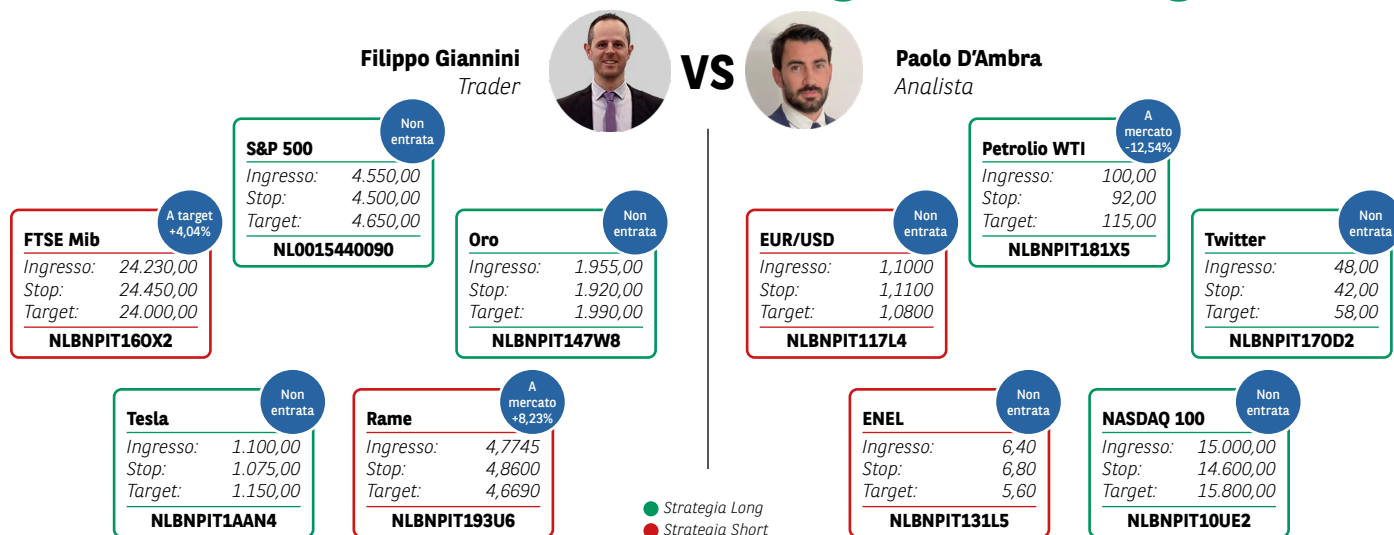 Filippo Giannini
Trader
VS
Paolo D'Ambra
Analista
S&P 500
Non
entrata
Ingresso: 4.550,00
Stop: 4.500,00
Target: 4.650,00
NL0015440090
FTSE Mib
A target
+4,04%
Ingresso: 24.230,00
Stop: 24.450,00
Target: 24.000,00
NLBNPIT16OX2
Oro
Non
entrata
Ingresso: 1.955,00
Stop: 1.920,00
Target: 1.990,00
NLBNPIT147W8
Tesla
Non
entrata
Ingresso: 1.100,00
Stop: 1.075,00
Target: 1.150,00
NLBNPIT1AAN4
Rame
A
mercato
+8,23%
Ingresso: 4,7745
Stop: 4,8600
Target: 4,6690
NLBNPIT193U6
Petrolio WTI
A
mercato
-12,54%
Ingresso: 100,00
Stop: 92,00
Target: 115,00
NLBNPIT181X5
EUR/USD
Non
entrata
Ingresso: 1,1000
Stop: 1,1100
Target: 1,0800
NLBNPIT117L4
Twitter
Non
entrata
Ingresso: 48,00
Stop: 42,00
Target: 58,00
NLBNPIT17OD2
ENEL
Non
entrata
Ingresso: 6,40
Stop: 6,80
Target: 5,60
NLBNPIT131L5
NASDAQ 100
Non
entrata
Ingresso: 15.000,00
Stop: 14.600,00
Target: 15.800,00
NLBNPIT10UE2
Strategia Long
Strategia Short